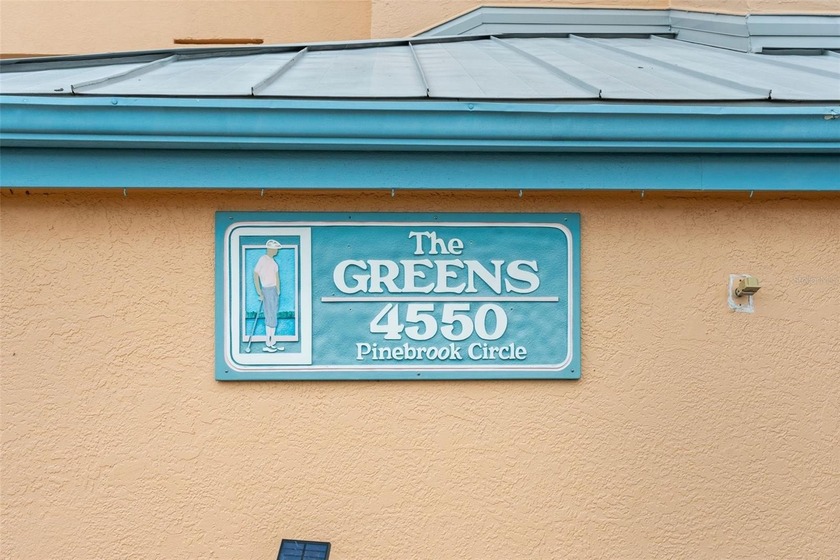 The
GREENS
4550
Pinebrook Circle